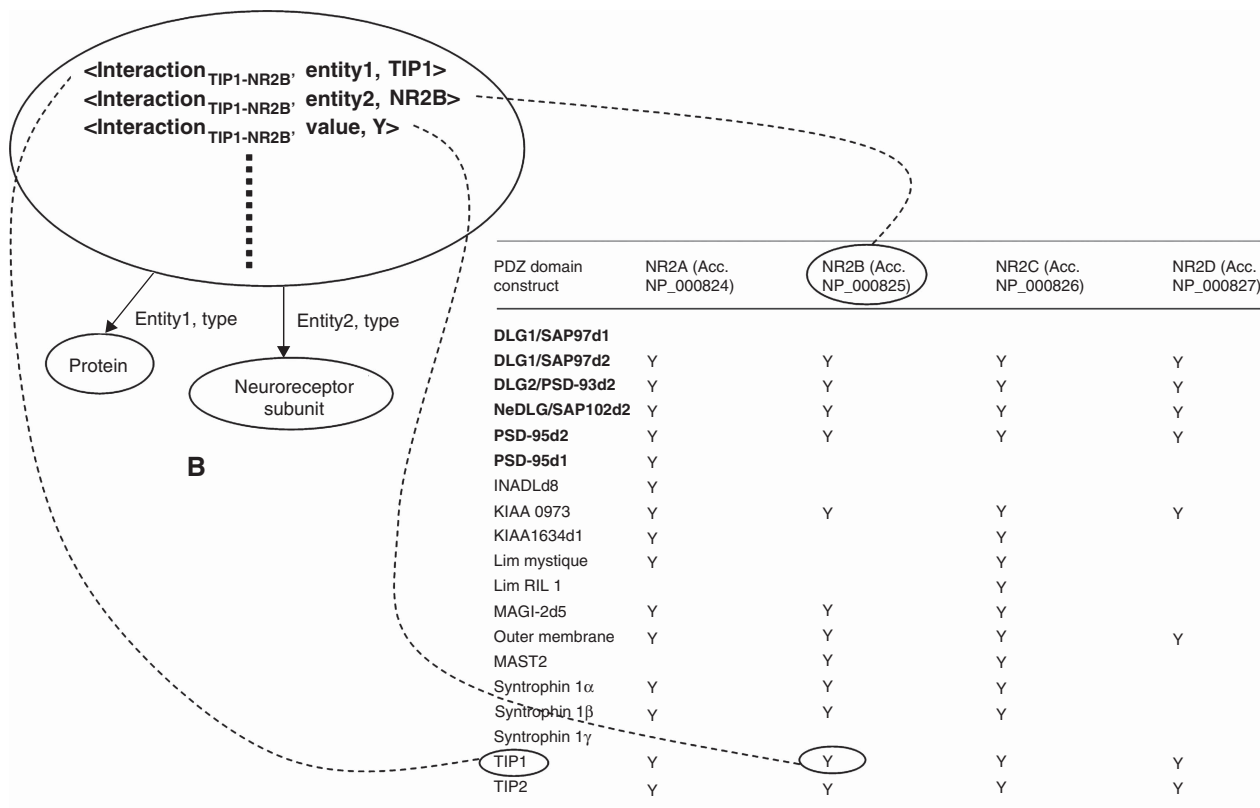 <Interaction TIP1-NR2B, entity1, TIP1>
<Interaction TIP1-NR2B, entity2, NR2B>
<Interaction TIP1-NR2B, value, Y>
Entity1, type
Entity2, type
Protein
Neuroreceptor
subunit
B
PDZ domain construct NR2A (Acc. NP_000824) NR2B (Acc. NP_000825) NR2C (Acc. NP_000826) NR2D (Acc. NP_000827)
DLG1/SAP97d1
DLG1/SAP97d2 Y Y Y Y
DLG2/PSD-93d2 Y Y Y Y
NeDLG/SAP102d2 Y Y Y Y
PSD-95d2 Y Y Y Y
PSD-95d1 Y
INADLd8 Y
KIAA 0973 Y Y Y Y
KIAA1634d1 Y Y
Lim mystique Y Y
Lim RIL 1 Y
MAGI-2d5 Y Y Y
Outer membrane Y Y Y Y
MAST2 Y Y
Syntrophin 1α Y Y Y
Syntrophin 1β Y Y Y
Syntrophin 1γ
TIP1 Y Y Y Y
TIP2 Y Y Y Y